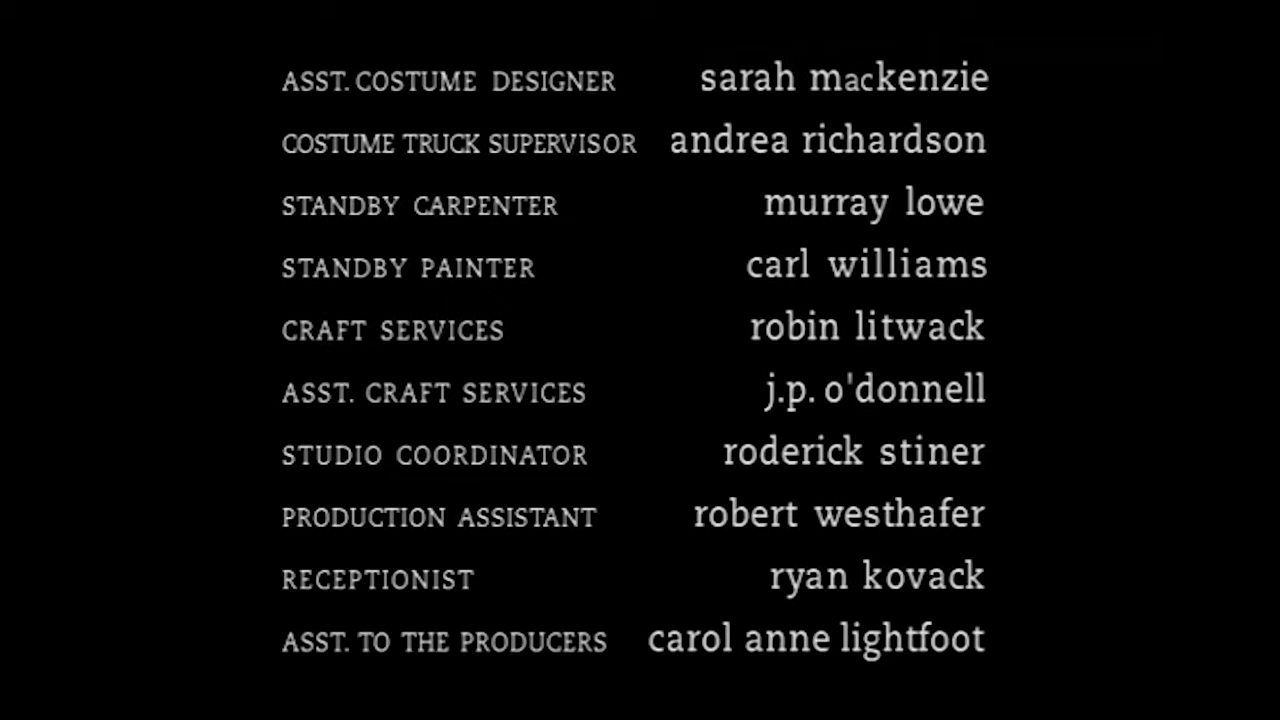 ASST. COSTUME DESIGNER sarah mackenzie
COSTUME TRUCK SUPERVISOR andrea richardson
STANDBY CARPENTER murray lowe
STANDBY PAINTER carl williams
CRAFT SERVICES robin litwack
ASST. CRAFT SERVICES j.p. o'donnell
STUDIO COORDINATOR roderick stiner
PRODUCTION ASSISTANT robert westhafer
RECEPTIONIST ryan kovack
ASST. TO THE PRODUCERS carol anne lightfoot